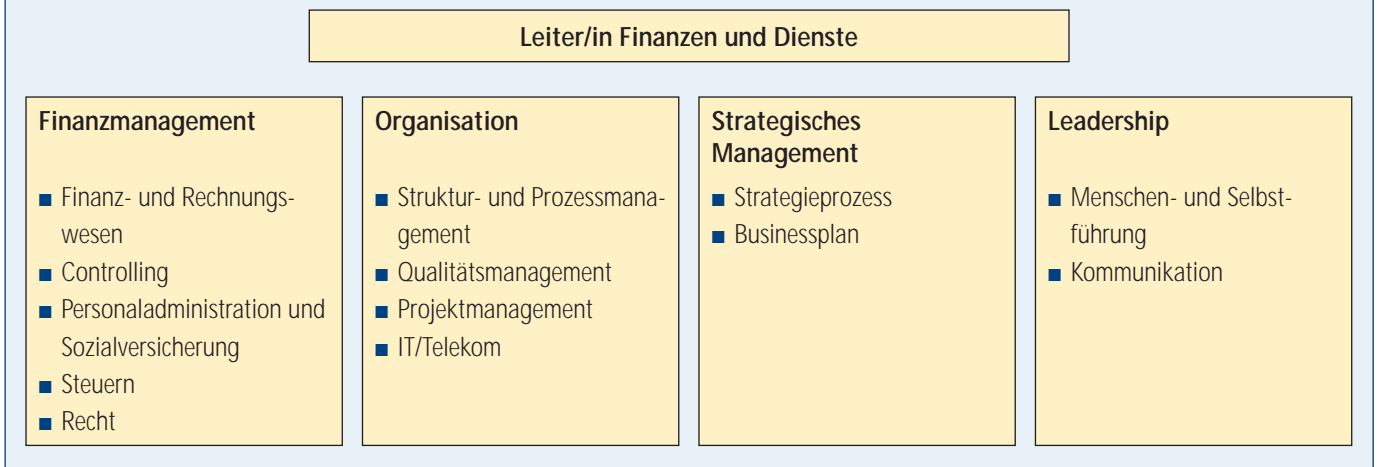 Leiter/in Finanzen und Dienste
Finanzmanagement
■ Finanz- und Rechnungs-
wesen
■ Controlling
■ Personaladministration und
Sozialversicherung
■ Steuern
■ Recht
Organisation
■ Struktur- und Prozessmana-
gement
■ Qualitätsmanagement
■ Projektmanagement
■ IT/Telekom
Strategisches
Management
■ Strategieprozess
■ Businessplan
Leadership
■ Menschen- und Selbst-
führung
■ Kommunikation